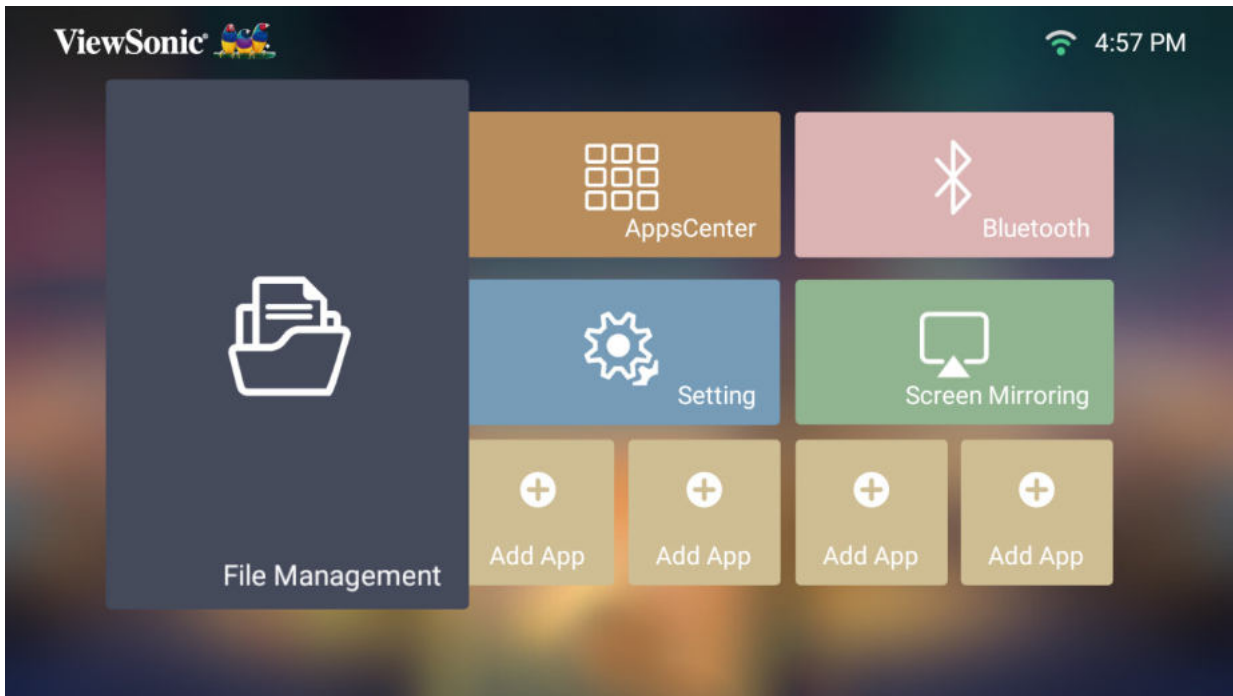 ViewSonic®
4:57 PM
AppsCenter
Bluetooth
Setting
Screen Mirroring
File Management
Add App
Add App
Add App
Add App